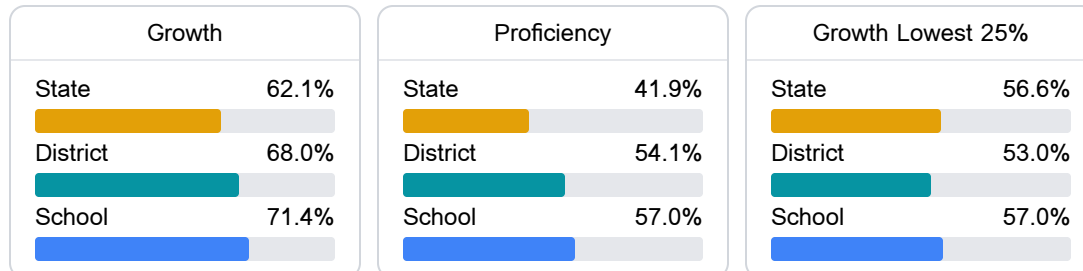 Growth
State 62.1%
District 68.0%
School 71.4%
Proficiency
State 41.9%
District 54.1%
School 57.0%
Growth Lowest 25%
State 56.6%
District 53.0%
School 57.0%